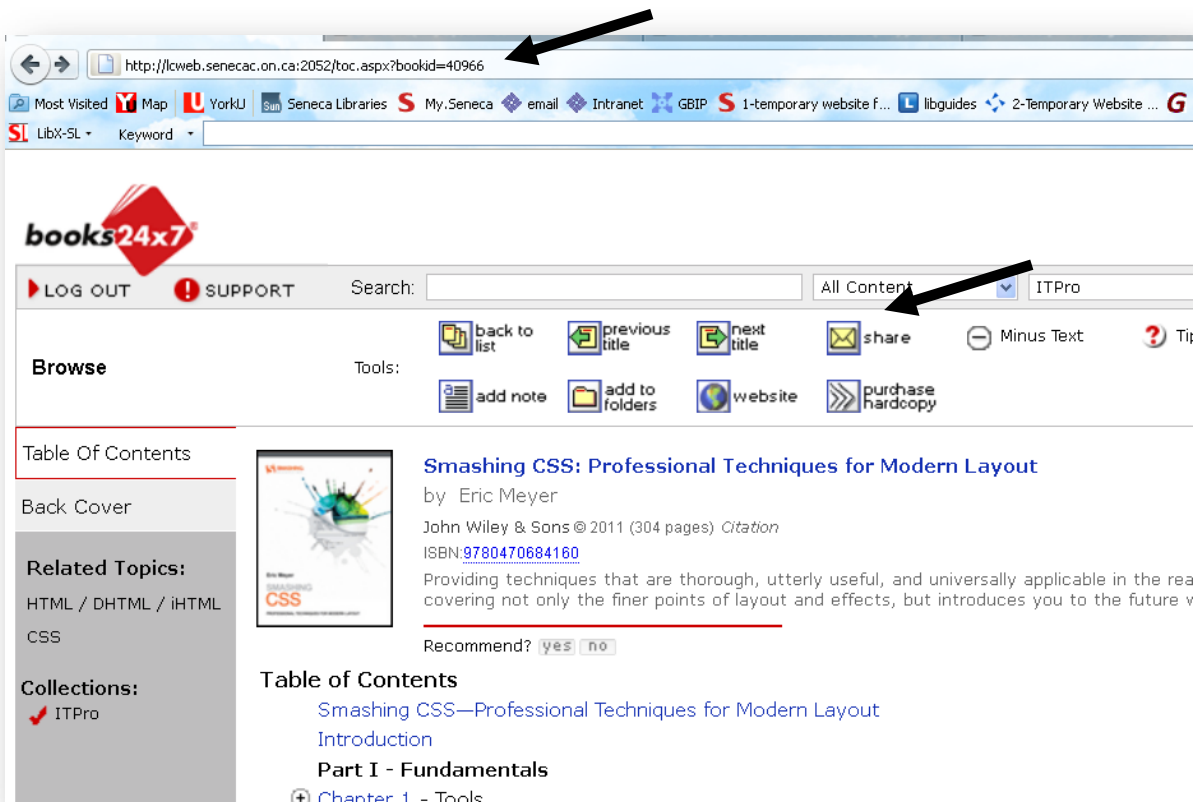 http://lcweb.senecac.on.ca:2052/toc.aspx?bookid=40966
Most Visited Map YorkU Sun Seneca Libraries My.Seneca email Intranet GBIP 1-temporary website f... libguides 2-Temporary Website ...
LibX-SL Keyword
books24x7
LOG OUT SUPPORT Search: All Content ITPro
Browse Tools: back to list previous title next title share Minus Text
add note add to folders website purchase hardcopy
Table Of Contents
Back Cover
Related Topics:
HTML / DHTML / iHTML
CSS
Collections:
ITPro
Eric Meyer
SMASHING
CSS
Smashing CSS: Professional Techniques for Modern Layout
by Eric Meyer
John Wiley & Sons © 2011 (304 pages) Citation
ISBN:9780470684160
Providing techniques that are thorough, utterly useful, and universally applicable in the rea
covering not only the finer points of layout and effects, but introduces you to the future w
Recommend? yes no
Table of Contents
Smashing CSS—Professional Techniques for Modern Layout
Introduction
Part I - Fundamentals
Chapter 1 - Tools